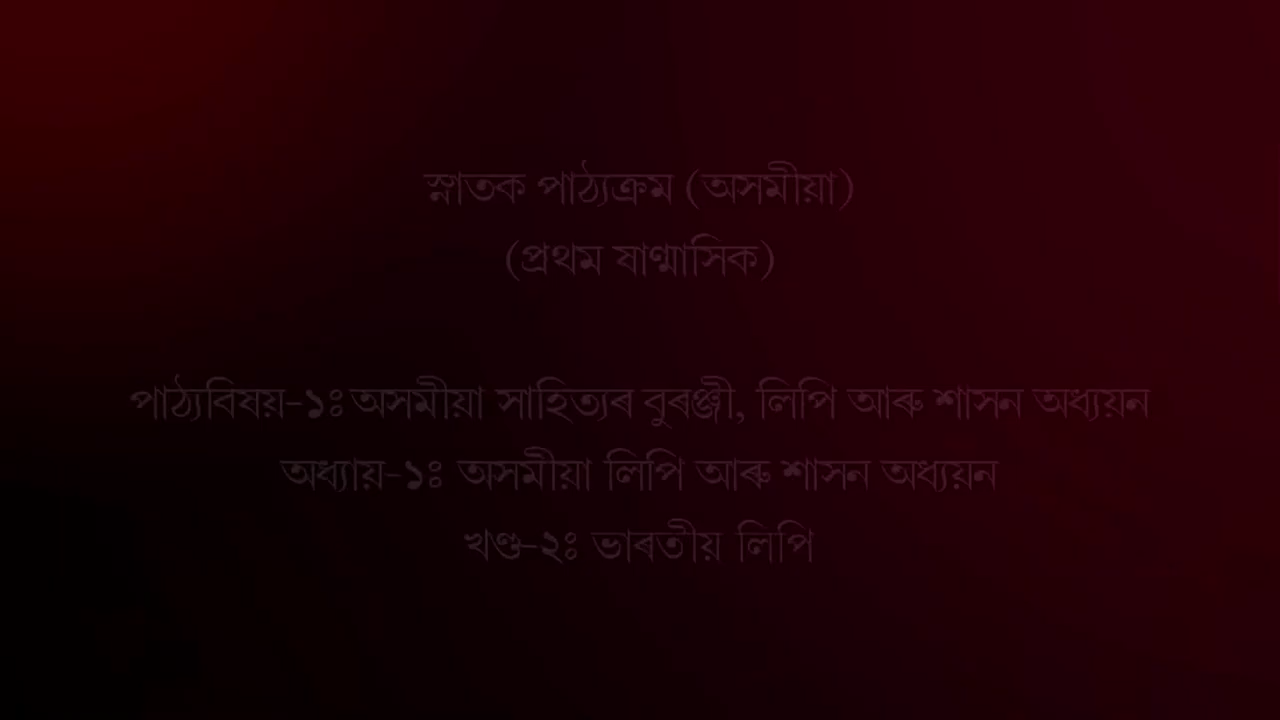 স্নাতক পাঠ্যক্ৰম (অসমীয়া)
(প্ৰথম ষাণ্মাসিক)
পাঠ্যবিষয়-১ঃ অসমীয়া সাহিত্যৰ বুৰঞ্জী, লিপি আৰু শাসন অধ্যয়ন
অধ্যায়-১ঃ অসমীয়া লিপি আৰু শাসন অধ্যয়ন
খণ্ড-২ঃ ভাৰতীয় লিপি